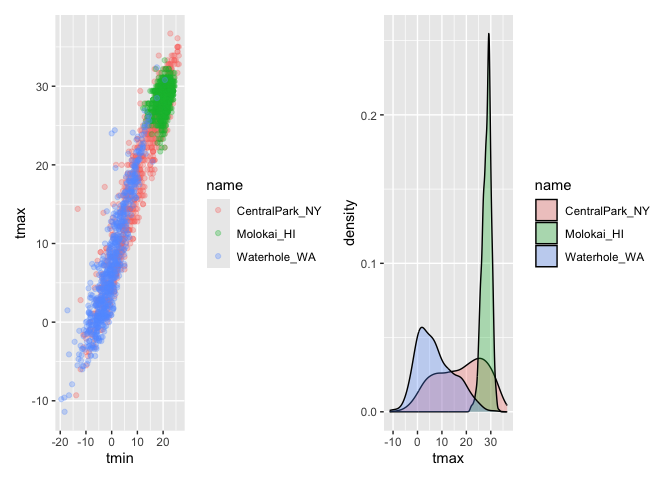 tmax
30
20
10
0
-10
-20 -10 0 10 20
tmin
name
CentralPark_NY
Molokai_HI
Waterhole_WA
density
0.2
0.1
0.0
-10 0 10 20 30
tmax
name
CentralPark_NY
Molokai_HI
Waterhole_WA